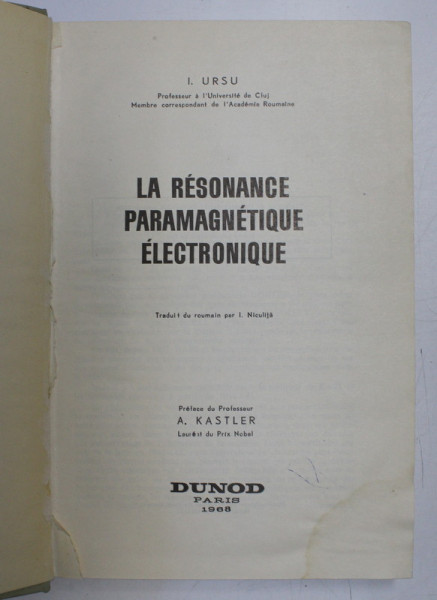 I. URSU
Professeur à l'Université de Cluj
Membre correspondant de l'Académie Roumaine
LA RÉSONANCE
PARAMAGNÉTIQUE
ÉLECTRONIQUE
Traduit du roumain par I. Niculiță
Préface du Professeur
A. KASTLER
Lauréat du Prix Nobel
DUNOD
PARIS
1968